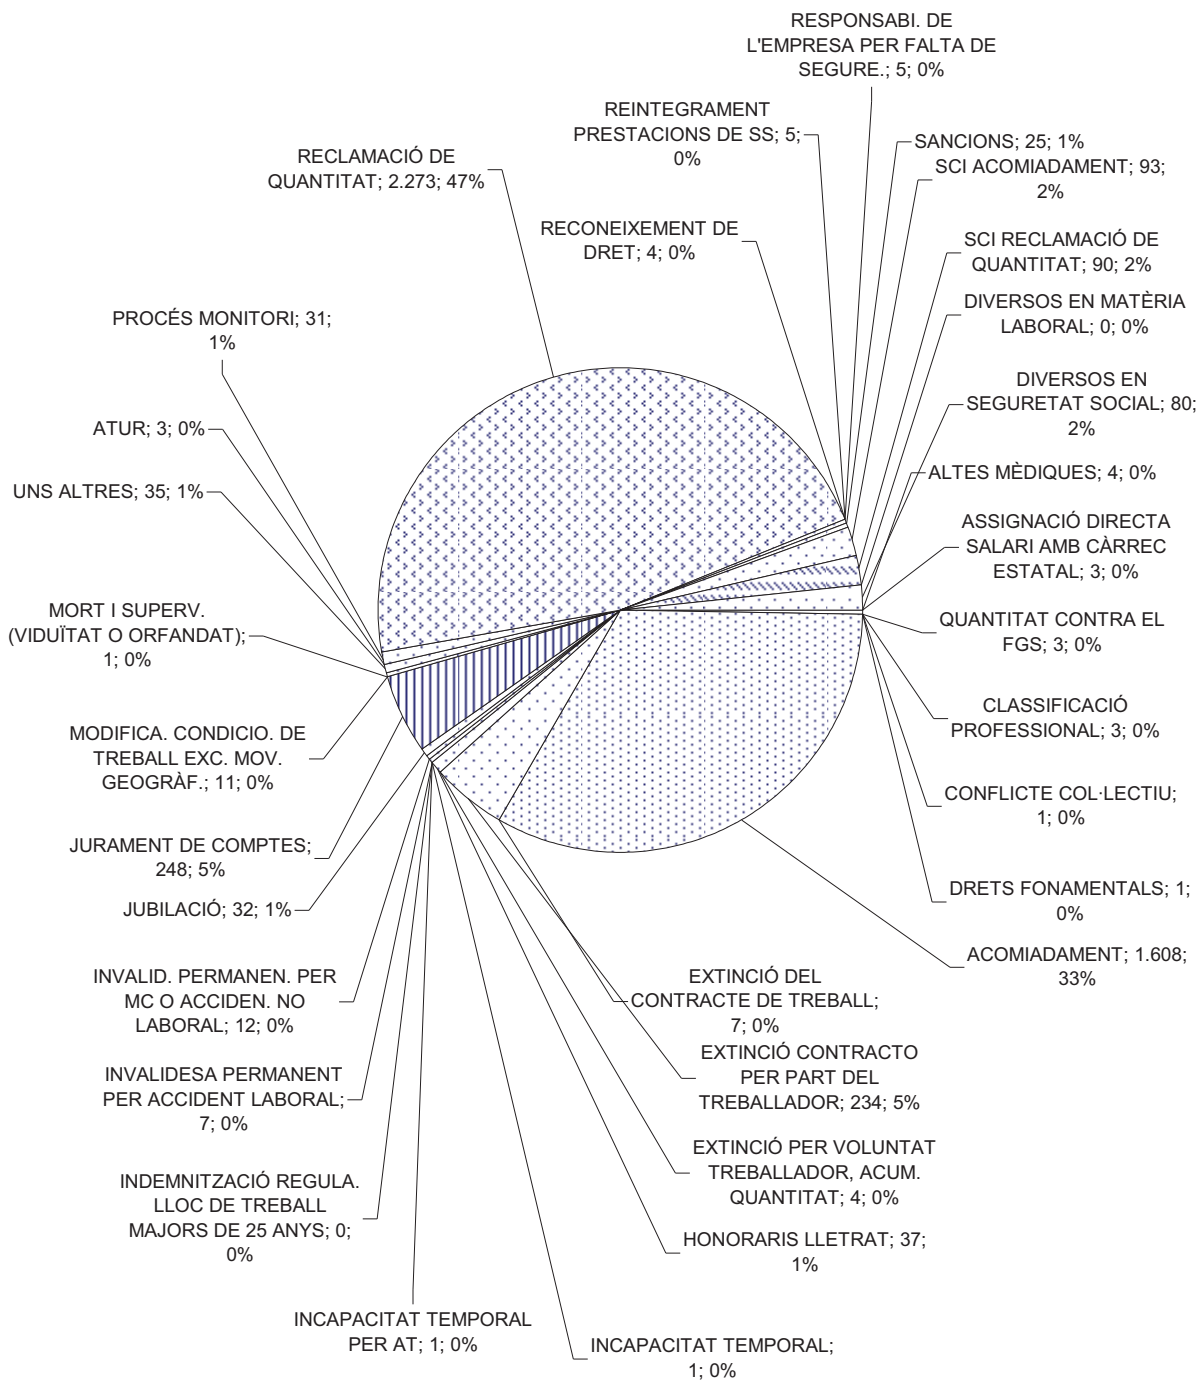 RESPONSABI. DE
L'EMPRESA PER FALTA DE
SEGURE.; 5; 0%
REINTEGRAMENT
PRESTACIONS DE SS; 5;
0%
SANCIONS; 25; 1%
SCI ACOMIADAMENT; 93;
2%
RECLAMACIÓ DE
QUANTITAT; 2.273; 47%
RECONEIXEMENT DE
DRET; 4; 0%
SCI RECLAMACIÓ DE
QUANTITAT; 90; 2%
DIVERSOS EN MATÈRIA
LABORAL; 0; 0%
PROCÉS MONITORI; 31;
1%
DIVERSOS EN
SEGURETAT SOCIAL; 80;
2%
ATUR; 3; 0%
ALTES MÈDIQUES; 4; 0%
UNS ALTRES; 35; 1%
ASSIGNACIÓ DIRECTA
SALARI AMB CÀRREC
ESTATAL; 3; 0%
MORT I SUPERV.
(VIDUÏTAT O ORFANDAT);
1; 0%
QUANTITAT CONTRA EL
FGS; 3; 0%
MODIFICA. CONDICIO. DE
TREBALL EXC. MOV.
GEOGRÀF.; 11; 0%
CLASSIFICACIÓ
PROFESSIONAL; 3; 0%
CONFLICTE COL·LECTIU;
1; 0%
JURAMENT DE COMPTES;
248; 5%
DRETS FONAMENTALS; 1;
0%
JUBILACIÓ; 32; 1%
ACOMIADAMENT; 1.608;
33%
INVALID. PERMANEN. PER
MC O ACCIDEN. NO
LABORAL; 12; 0%
EXTINCIÓ DEL
CONTRACTE DE TREBALL;
7; 0%
EXTINCIÓ CONTRACTO
PER PART DEL
TREBALLADOR; 234; 5%
INVALIDESA PERMANENT
PER ACCIDENT LABORAL;
7; 0%
EXTINCIÓ PER VOLUNTAT
TREBALLADOR, ACUM.
QUANTITAT; 4; 0%
INDEMNITZACIÓ REGULA.
LLOC DE TREBALL
MAJORS DE 25 ANYS; 0;
0%
HONORARIS LLETRAT; 37;
1%
INCAPACITAT TEMPORAL
PER AT; 1; 0%
INCAPACITAT TEMPORAL;
1; 0%